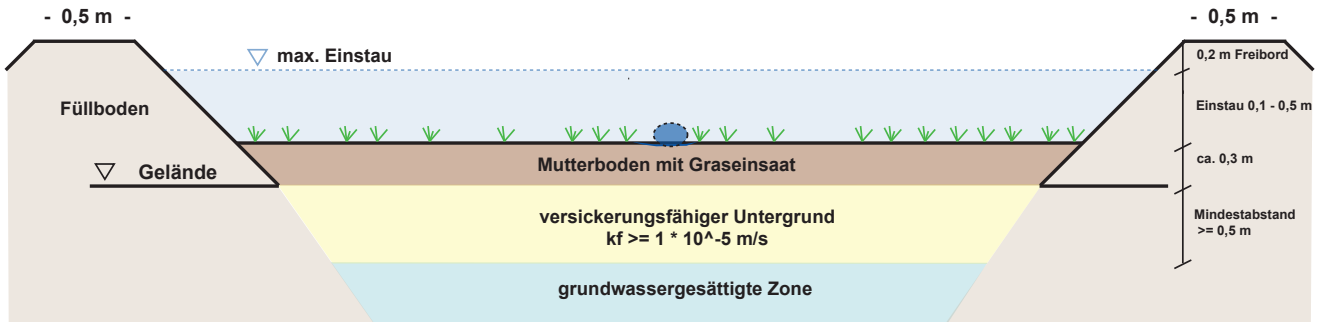 - 0,5 m -
- 0,5 m -
max. Einstau
0,2 m Freibord
Füllboden
Einstau 0,1 - 0,5 m
Mutterboden mit Graseinsaat
ca. 0,3 m
Gelände
versickerungsfähiger Untergrund
kf >= 1 * 10^-5 m/s
Mindestabstand
>= 0,5 m
grundwassergesättigte Zone